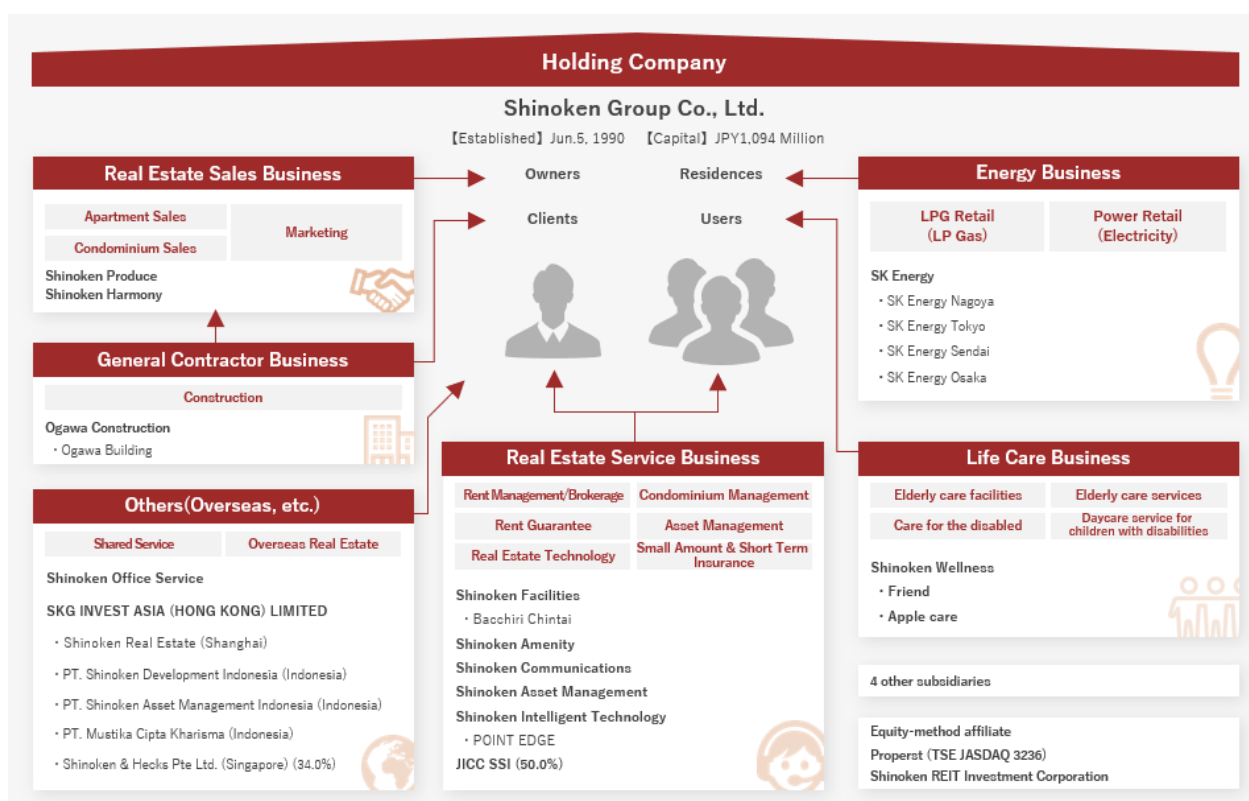 Holding Company
Shinoken Group Co., Ltd.
【Established】Jun.5, 1990 【Capital】JPY1,094 Million
Real Estate Sales Business
Apartment Sales
Condominium Sales
Marketing
Shinoken Produce
Shinoken Harmony
General Contractor Business
Construction
Ogawa Construction
・Ogawa Building
Others(Overseas, etc.)
Shared Service
Overseas Real Estate
Shinoken Office Service
SKG INVEST ASIA (HONG KONG) LIMITED
・Shinoken Real Estate (Shanghai)
・PT. Shinoken Development Indonesia (Indonesia)
・PT. Shinoken Asset Management Indonesia (Indonesia)
・PT. Mustika Cipta Kharisma (Indonesia)
・Shinoken & Hecks Pte Ltd. (Singapore) (34.0%)
Owners
Residences
Clients
Users
Real Estate Service Business
Rent Management/Brokerage
Condominium Management
Rent Guarantee
Asset Management
Real Estate Technology
Small Amount & Short Term
Insurance
Shinoken Facilities
・Bacchiri Chintai
Shinoken Amenity
Shinoken Communications
Shinoken Asset Management
Shinoken Intelligent Technology
・POINT EDGE
JICC SSI (50.0%)
Energy Business
LPG Retail
(LP Gas)
Power Retail
(Electricity)
SK Energy
・SK Energy Nagoya
・SK Energy Tokyo
・SK Energy Sendai
・SK Energy Osaka
Life Care Business
Elderly care facilities
Elderly care services
Care for the disabled
Daycare service for
children with disabilities
Shinoken Wellness
・Friend
・Apple care
4 other subsidiaries
Equity-method affiliate
Properst (TSE JASDAQ 3236)
Shinoken REIT Investment Corporation